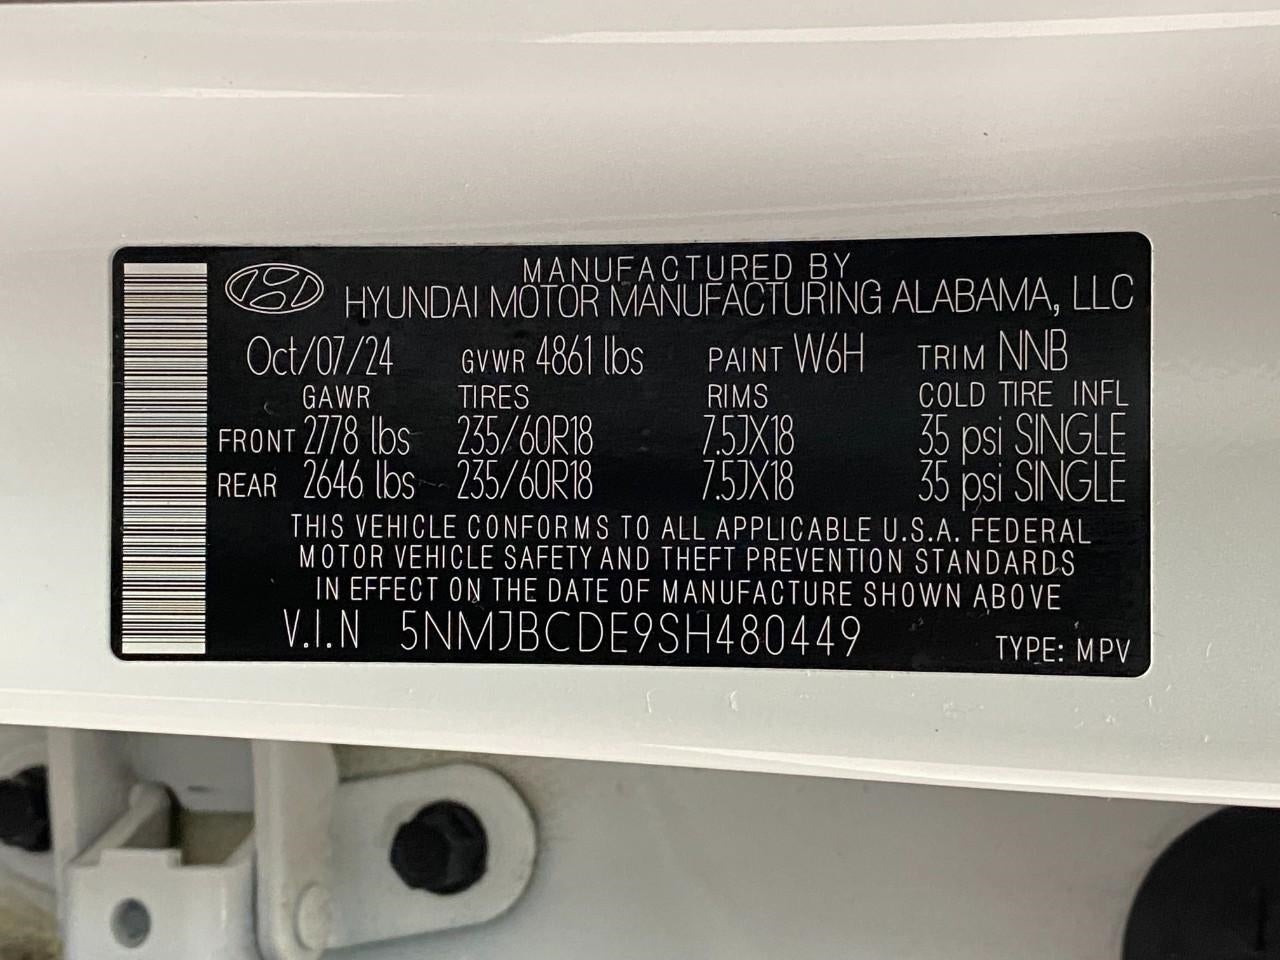 MANUFACTURED BY
HYUNDAI MOTOR MANUFACTURING ALABAMA, LLC
Oct/07/24 GVWR 4861 lbs PAINT W6H TRIM NNB
GAWR TIRES RIMS COLD TIRE INFL
FRONT 2778 lbs 235/60R18 7.5JX18 35 psi SINGLE
REAR 2646 lbs 235/60R18 7.5JX18 35 psi SINGLE
THIS VEHICLE CONFORMS TO ALL APPLICABLE U.S.A. FEDERAL
MOTOR VEHICLE SAFETY AND THEFT PREVENTION STANDARDS
IN EFFECT ON THE DATE OF MANUFACTURE SHOWN ABOVE
V.I.N 5NMJBCDE9SH480449 TYPE: MPV